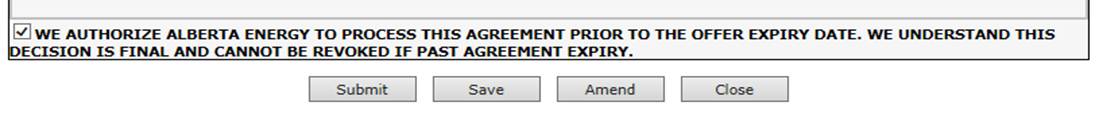 WE AUTHORIZE ALBERTA ENERGY TO PROCESS THIS AGREEMENT PRIOR TO THE OFFER EXPIRY DATE. WE UNDERSTAND THIS
DECISION IS FINAL AND CANNOT BE REVOKED IF PAST AGREEMENT EXPIRY.
Submit Save Amend Close